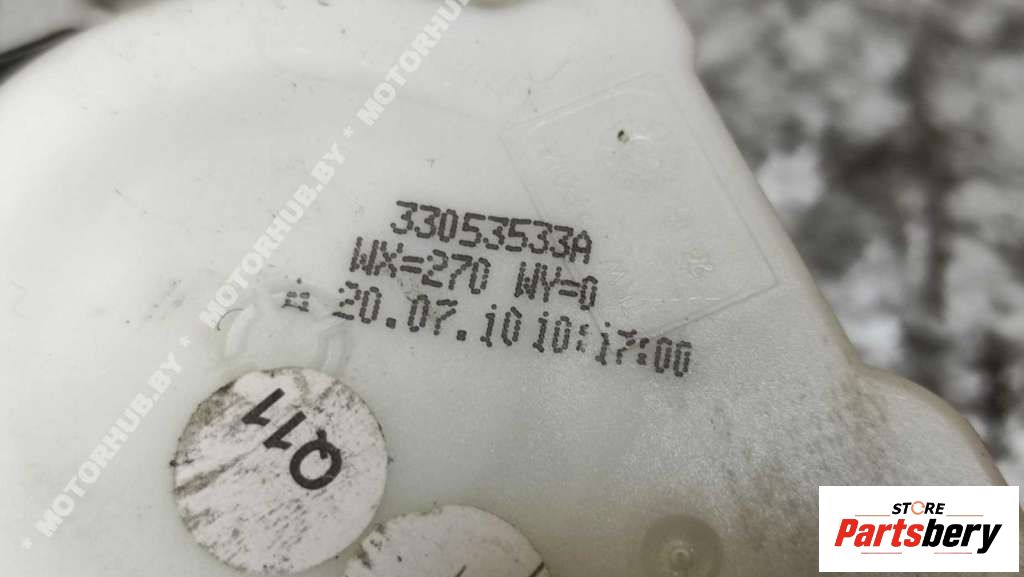 * MOTORHUB.BY * MOTORHUB.BY * MOTORHUB.BY
33053533A
WX=270 WY=0
20.07.10 10:17:00
Q11
STORE
Partsbery